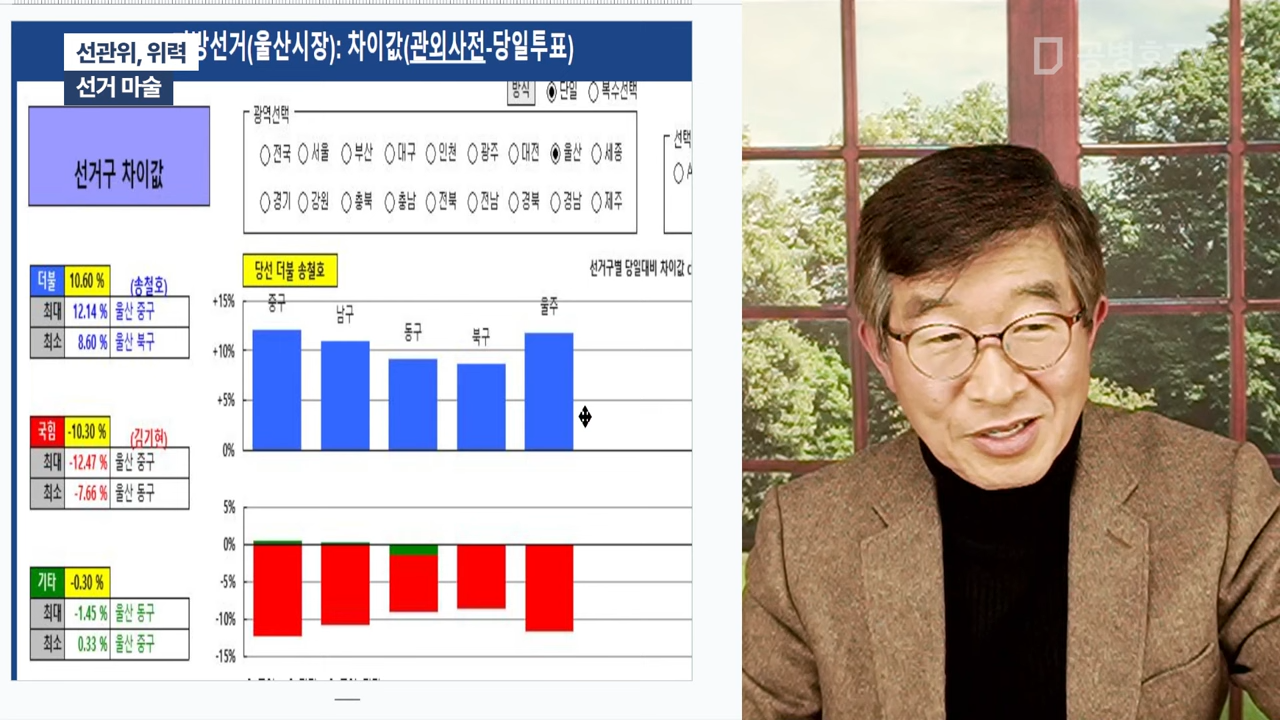 선관위, 위력
선거 마술
방선거(울산시장): 차이값(관외사전-당일투표)
방식 단일 복수선택
선거구 차이값
광역선택
전국 서울 부산 대구 인천 광주 대전 울산 세종
경기 강원 충북 충남 전북 전남 경북 경남 제주
선택
A
더불 10.60 % (송철호)
최대 12.14 % 울산 중구
최소 8.60 % 울산 북구
국힘 -10.30 % (김기현)
최대 -12.47 % 울산 중구
최소 -7.66 % 울산 동구
기타 -0.30 %
최대 -1.45 % 울산 동구
최소 0.33 % 울산 중구
당선 더불 송철호
선거구별 당일대비 차이값
+15%
+10%
+5%
0%
중구 남구 동구 북구 울주
5%
0%
-5%
-10%
-15%
공병호